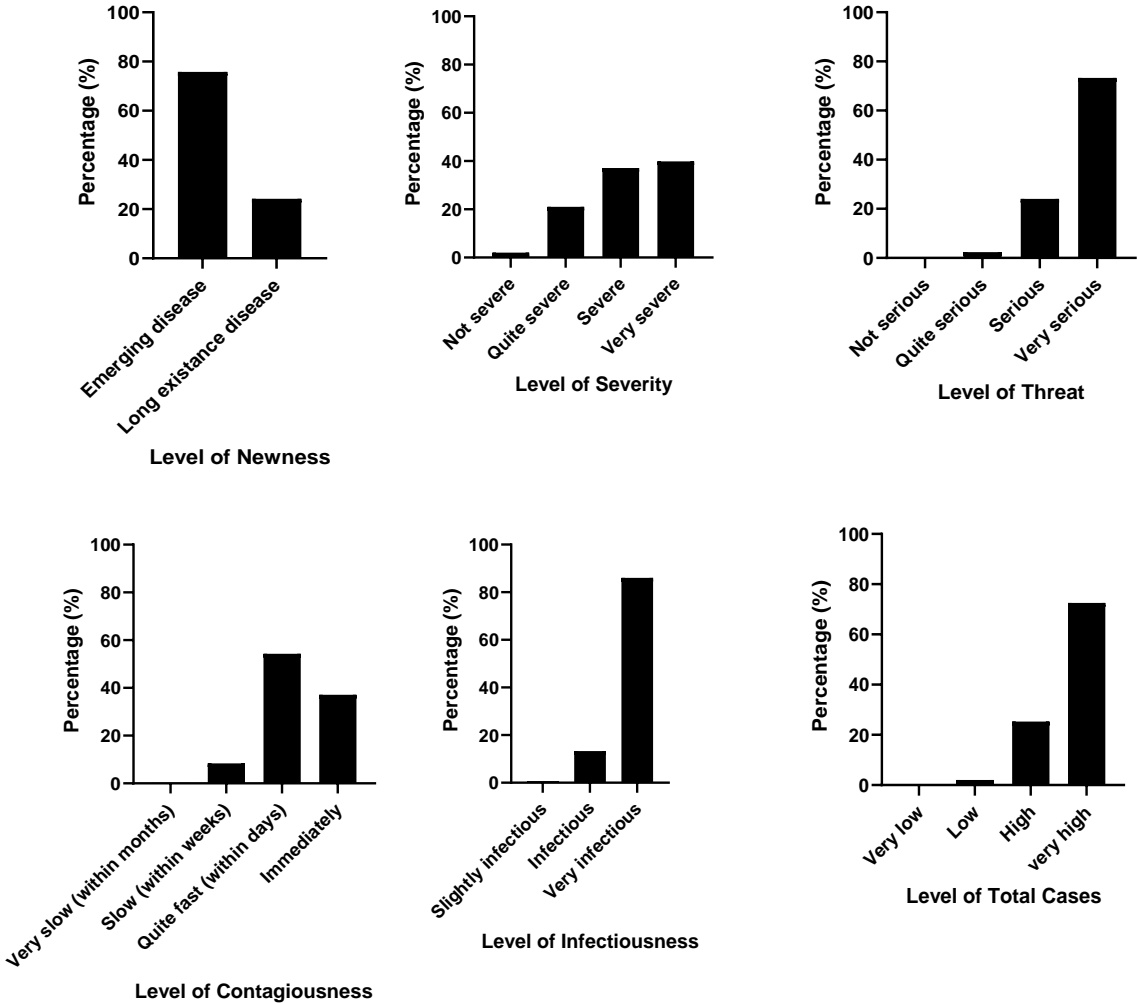 Percentage (%)
100
80
60
40
20
0
Emerging disease
Long existance disease
Level of Newness
Percentage (%)
100
80
60
40
20
0
Not severe
Quite severe
Severe
Very severe
Level of Severity
Percentage (%)
100
80
60
40
20
0
Not serious
Quite serious
Serious
Very serious
Level of Threat
Percentage (%)
100
80
60
40
20
0
Very slow (within months)
Slow (within weeks)
Quite fast (within days)
Immediately
Level of Contagiousness
Percentage (%)
100
80
60
40
20
0
Slightly infectious
Infectious
Very infectious
Level of Infectiousness
Percentage (%)
100
80
60
40
20
0
Very low
Low
High
very high
Level of Total Cases